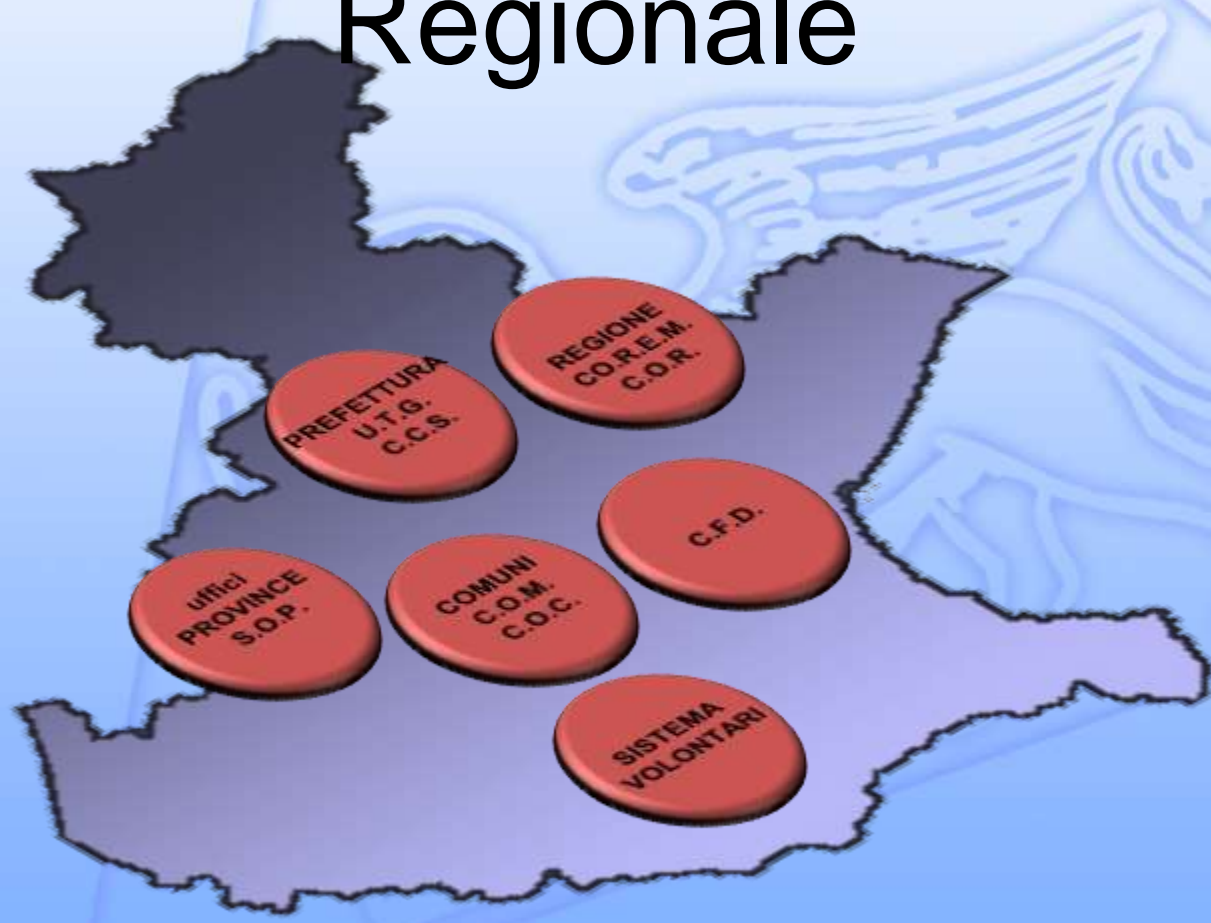 Regionale
REGIONE
CO.R.E.M.
C.O.R.
PREFETTURA
U.T.G.
C.C.S.
C.F.D.
uffici
PROVINCE
S.O.P.
COMUNI
C.O.M.
C.O.C.
SISTEMA
VOLONTARI